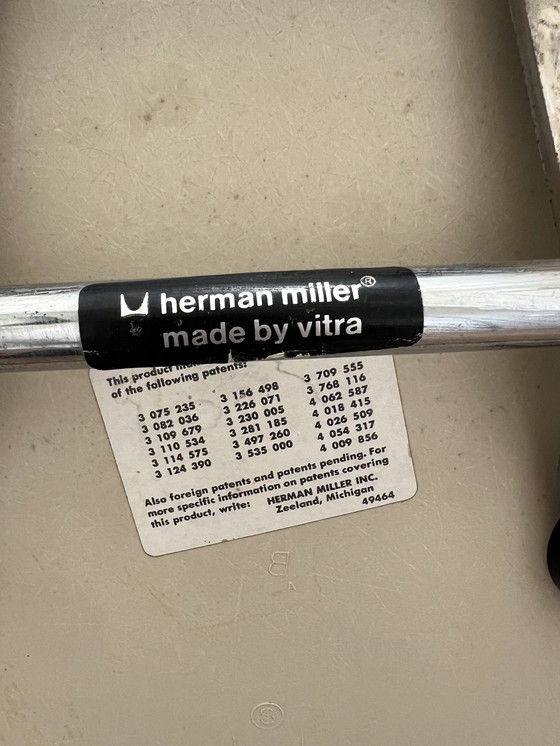 herman miller®
made by vitra
This product
of the following patents:
3 075 235 3 156 498 3 709 555
3 082 036 3 226 071 3 768 116
3 109 679 3 230 005 4 062 587
3 110 534 3 281 185 4 018 415
3 114 575 3 497 260 4 026 509
3 124 390 3 535 000 4 054 317
4 009 856
Also foreign patents and patents pending. For
more specific information on patents covering
this product, write: HERMAN MILLER INC.
Zeeland, Michigan
49464
B
A
S